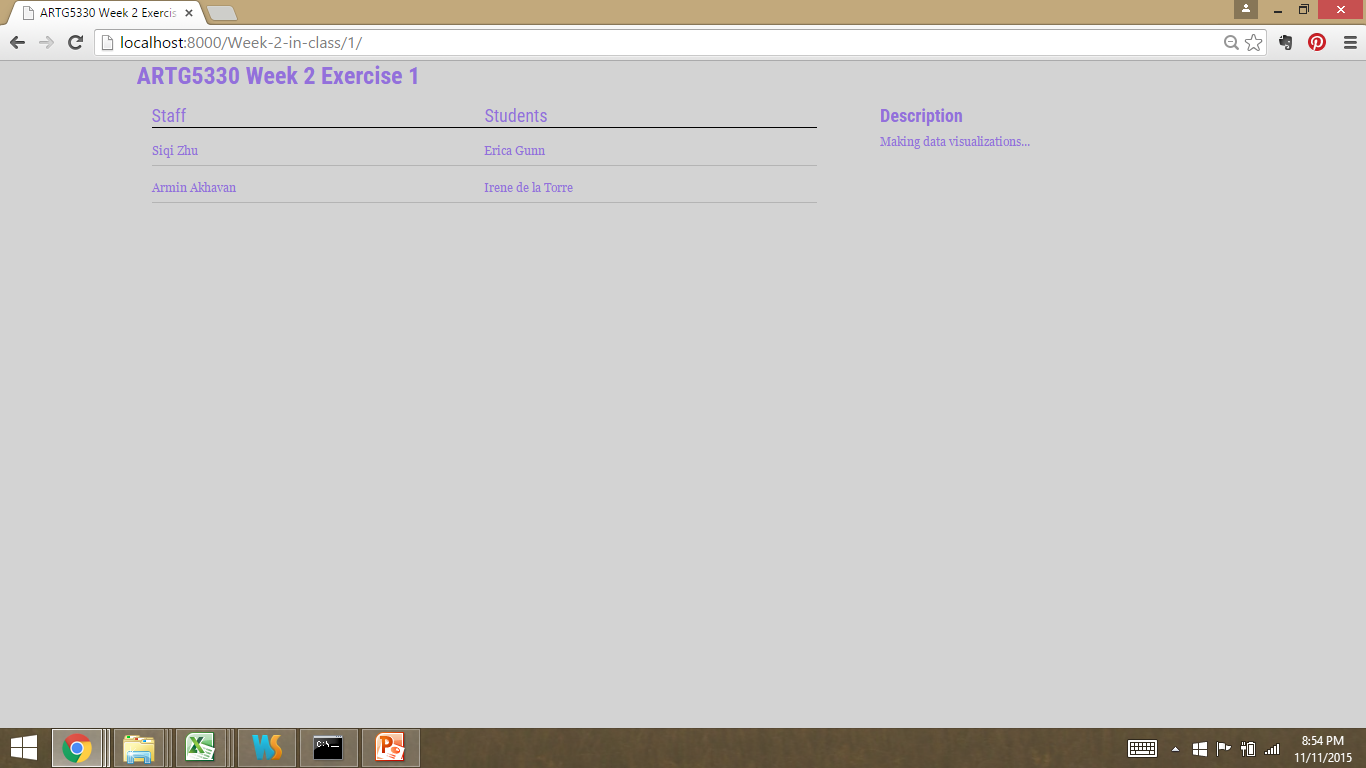 ARTG5330 Week 2 Exercis
localhost:8000/Week-2-in-class/1/
ARTG5330 Week 2 Exercise 1
Staff Students Description
Making data visualizations...
Siqi Zhu Erica Gunn
Armin Akhavan Irene de la Torre
8:54 PM
11/11/2015